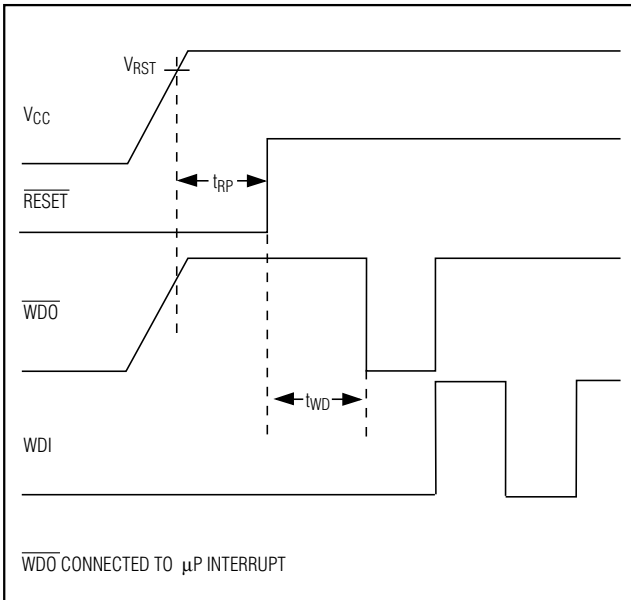 VRST
VCC
tRP
RESET
WDO
tWD
WDI
WDO CONNECTED TO μP INTERRUPT